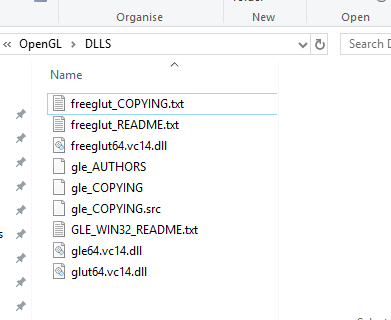 Organise
New
Open
« OpenGL > DLLS
Search D
Name
freeglut_COPYING.txt
freeglut_README.txt
freeglut64.vc14.dll
gle_AUTHORS
gle_COPYING
gle_COPYING.src
GLE_WIN32_README.txt
gle64.vc14.dll
glut64.vc14.dll